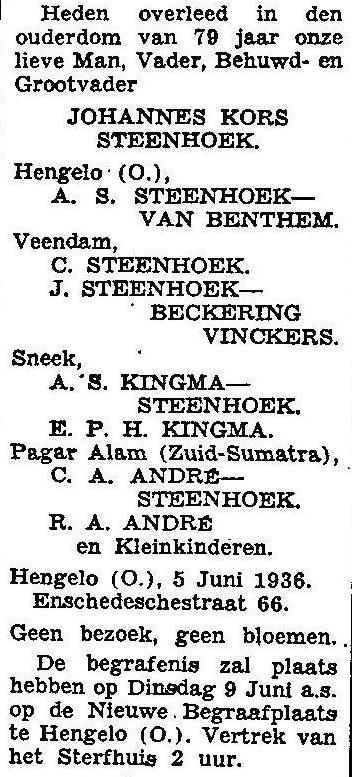 Heden overleed in den
ouderdom van 79 jaar onze
lieve Man, Vader, Behuwd- en
Grootvader
JOHANNES KORS
STEENHOEK.
Hengelo (O.),
A. S. STEENHOEK—
VAN BENTHEM.
Veendam,
C. STEENHOEK.
J. STEENHOEK—
BECKERING
VINCKERS.
Sneek,
A. S. KINGMA—
STEENHOEK.
E. P. H. KINGMA.
Pagar Alam (Zuid-Sumatra),
C. A. ANDRÉ—
STEENHOEK.
R. A. ANDRÉ
en Kleinkinderen.
Hengelo (O.), 5 Juni 1936.
Enschedeschestraat 66.
Geen bezoek, geen bloemen.
De begrafenis zal plaats
hebben op Dinsdag 9 Juni a.s.
op de Nieuwe Begraafplaats
te Hengelo (O.). Vertrek van
het Sterfhuis 2 uur.